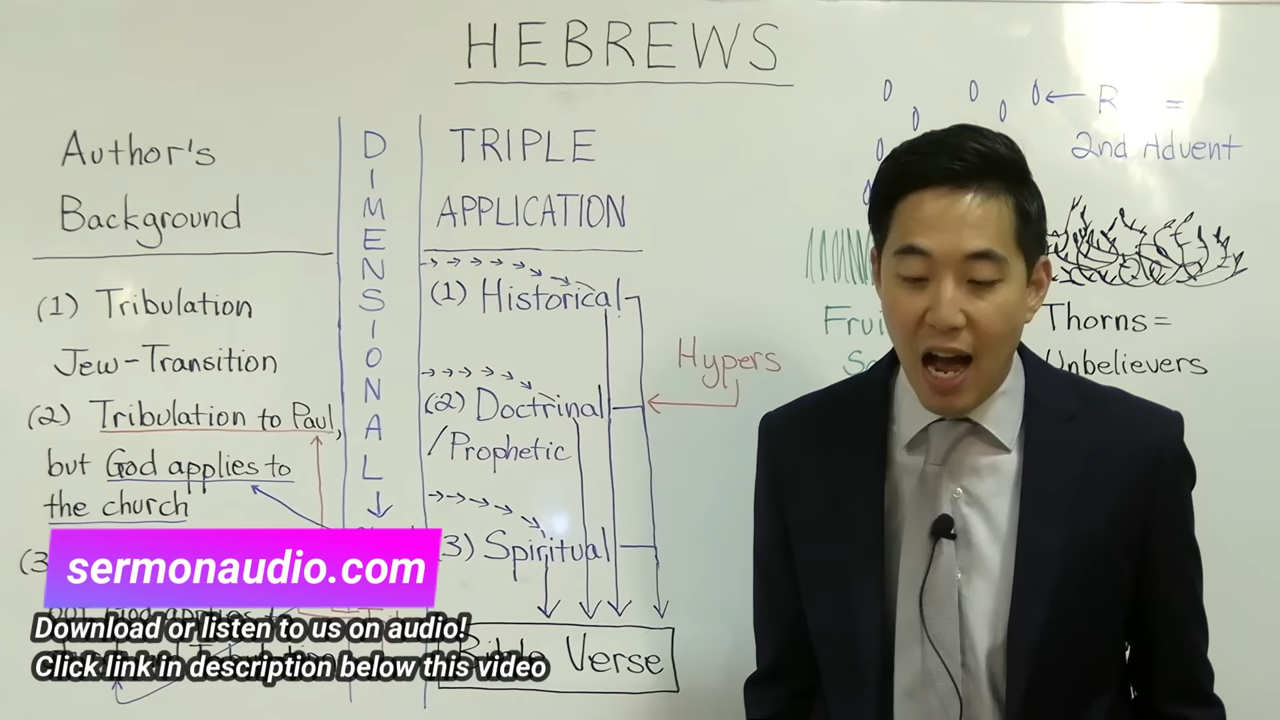 HEBREWS
Author's
Background
(1) Tribulation
Jew-Transition
(2) Tribulation to Paul,
but God applies to
the church
(3
DIMENSIONAL
TRIPLE
APPLICATION
(1) Historical
(2) Doctrinal
/Prophetic
(3) Spiritual
Verse
Hypers
R =
2nd Advent
Thorns=
Unbelievers
sermonaudio.com
Download or listen to us on audio!
Click link in description below this video